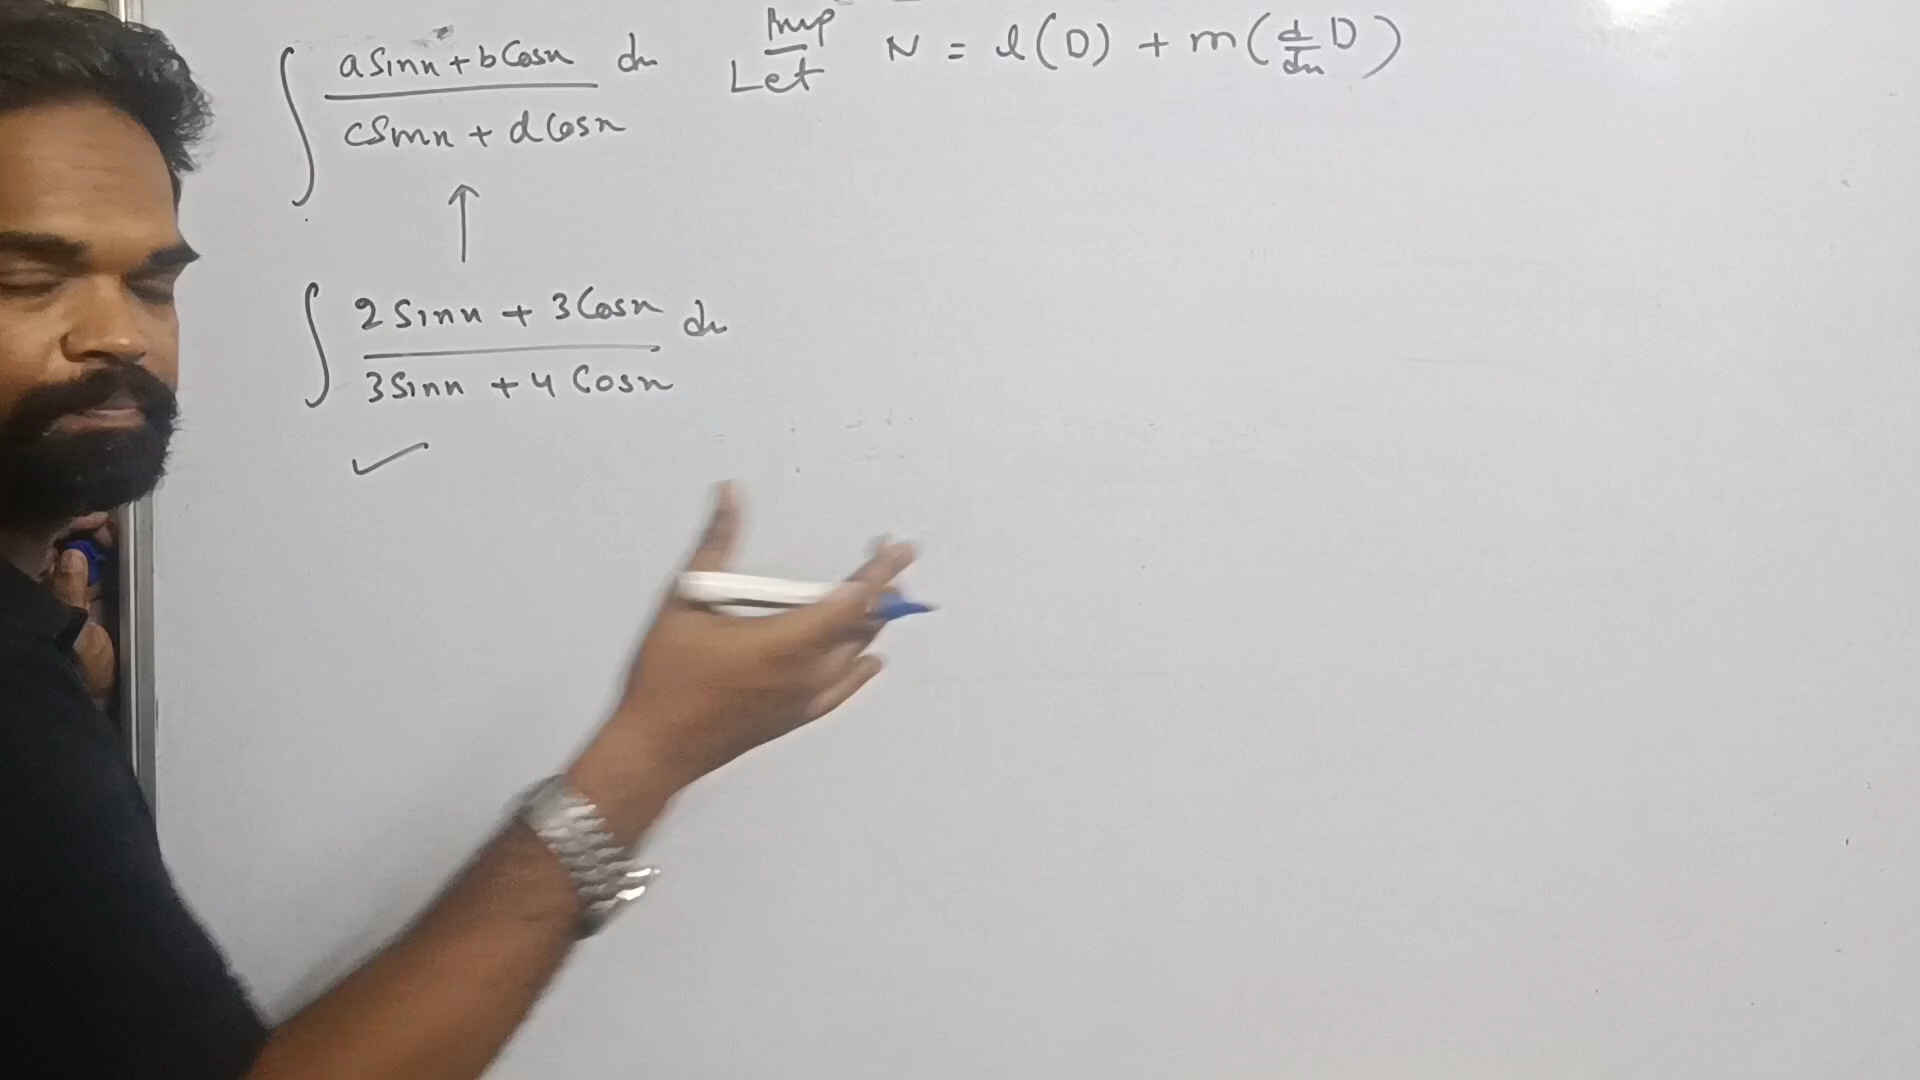 ∫ (a Sinx + b Cosx)/(c Sinx + d Cosx) dx
Imp
Let N = l(D) + m(d/dx D)
↑
∫ (2 Sinx + 3 Cosx)/(3 Sinx + 4 Cosx) dx
✓